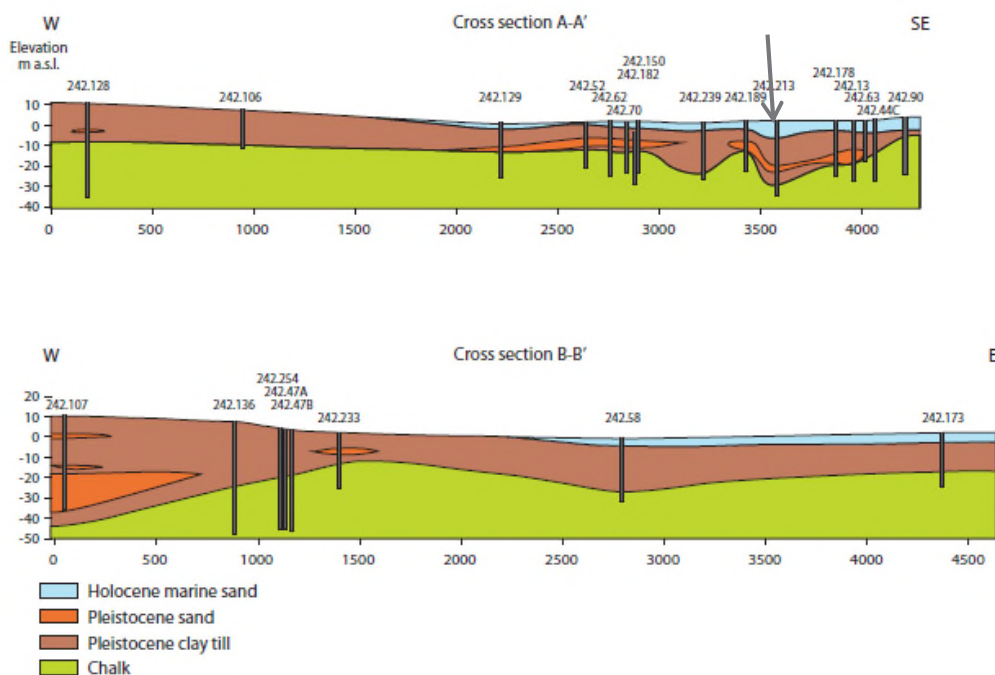 W
Cross section A-A′
SE
Elevation
m a.s.l.
242.128
242.106
242.129
242.52
242.62
242.70
242.150
242.182
242.239
242.189
242.213
242.178
242.13
242.63
242.44C
242.90
10
0
-10
-20
-30
-40
0 500 1000 1500 2000 2500 3000 3500 4000
W
Cross section B-B′
E
242.107
242.136
242.254
242.47A
242.47B
242.233
242.58
242.173
20
10
0
-10
-20
-30
-40
-50
0 500 1000 1500 2000 2500 3000 3500 4000 4500
Holocene marine sand
Pleistocene sand
Pleistocene clay till
Chalk